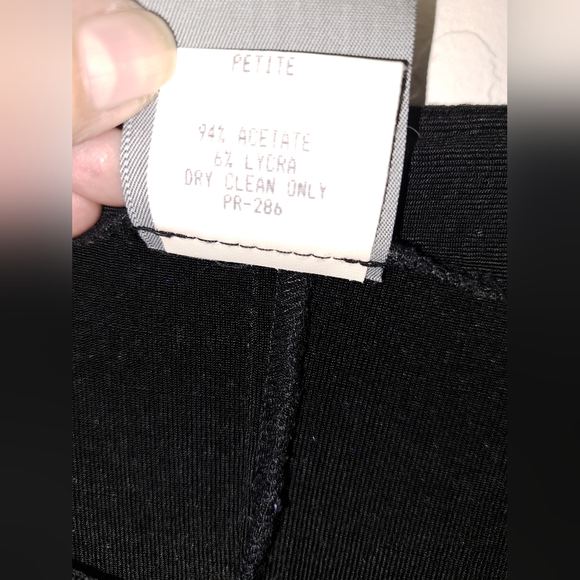 PETITE
94% ACETATE
6% LYCRA
DRY CLEAN ONLY
PR-286